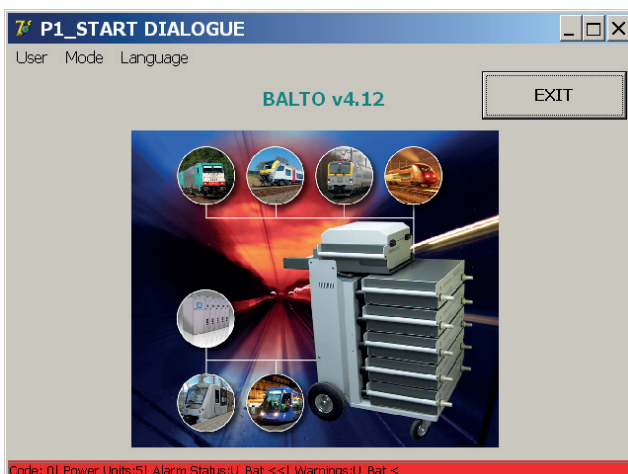 P1_START DIALOGUE
User Mode Language
BALTO v4.12
EXIT
Code: 0| Power Units:5| Alarm Status:U_Bat <<| Warnings:U_Bat <